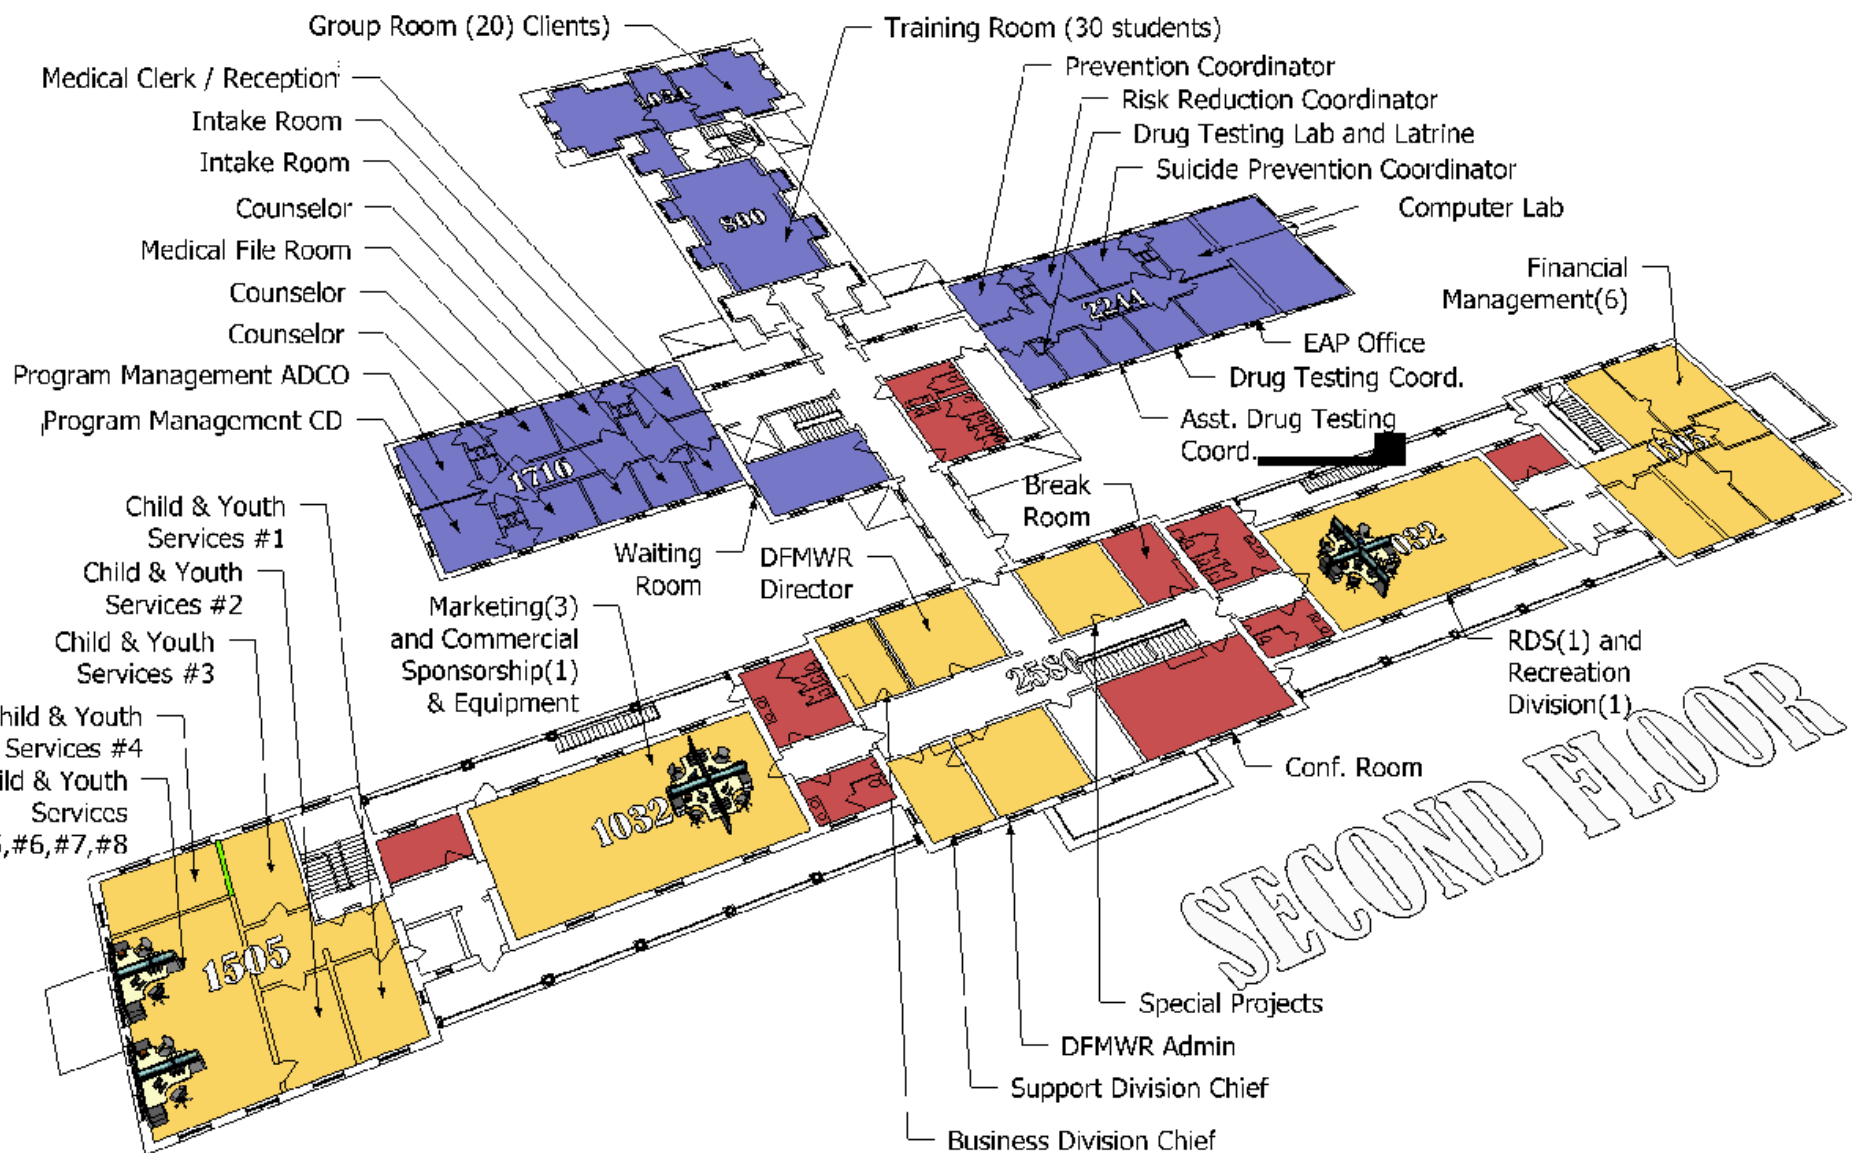 Group Room (20) Clients)
Training Room (30 students)
Medical Clerk / Reception
Prevention Coordinator
Intake Room
Risk Reduction Coordinator
Intake Room
Drug Testing Lab and Latrine
Counselor
Suicide Prevention Coordinator
Medical File Room
Computer Lab
Counselor
Counselor
Program Management ADCO
Program Management CD
800
2244
1716
Financial
Management(6)
EAP Office
Drug Testing Coord.
Asst. Drug Testing
Coord.
Break
Room
Waiting
Room
DFMWR
Director
Child & Youth
Services #1
Child & Youth
Services #2
Child & Youth
Services #3
Child & Youth
Services #4
Child & Youth
Services
#6,#7,#8
Marketing(3)
and Commercial
Sponsorship(1)
& Equipment
032
2580
1032
1505
RDS(1) and
Recreation
Division(1)
Conf. Room
SECOND FLOOR
Special Projects
DFMWR Admin
Support Division Chief
Business Division Chief